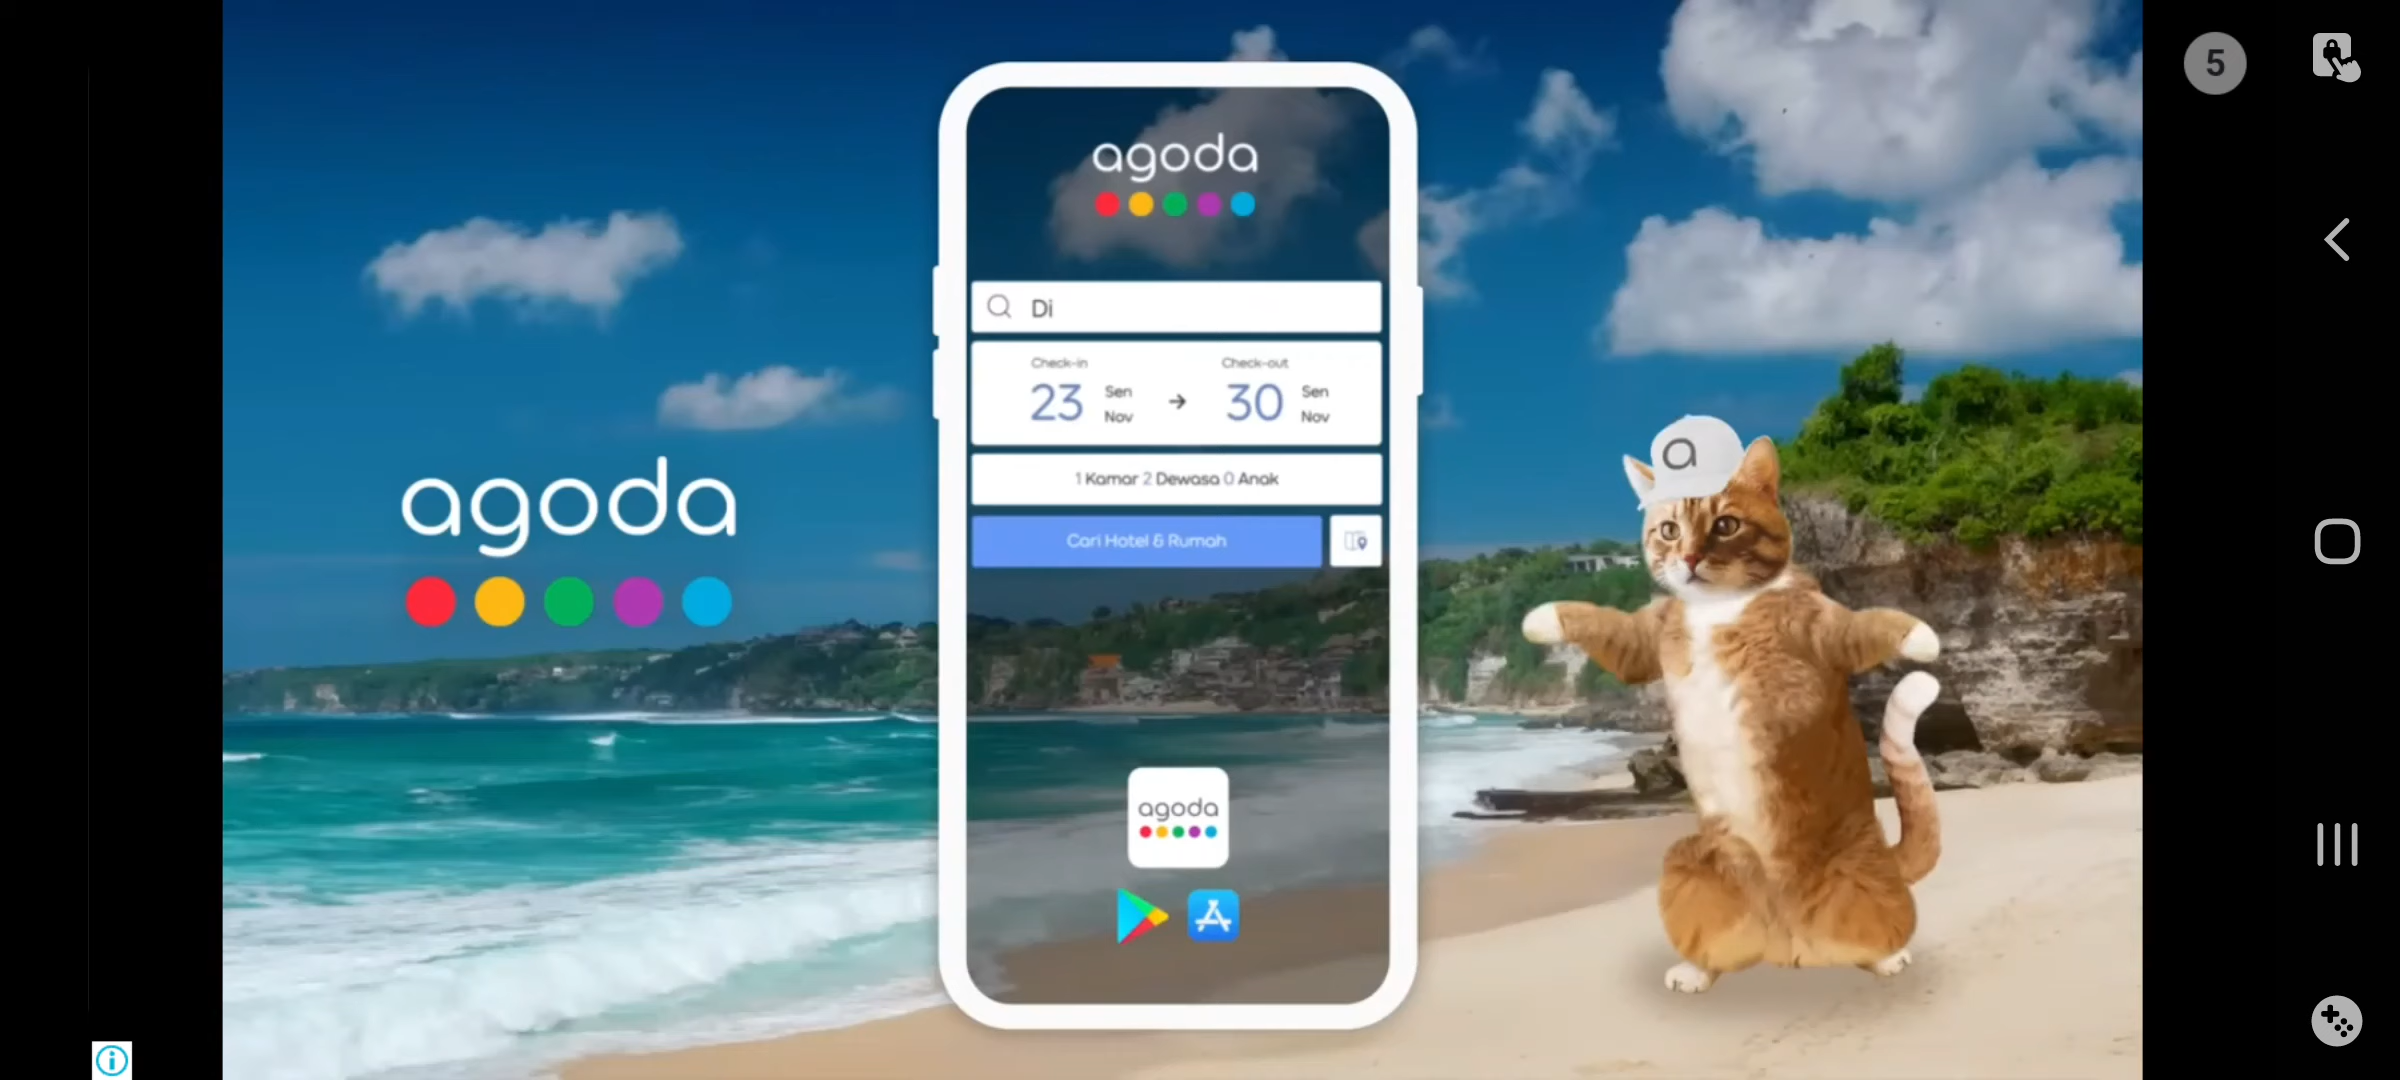 5
agoda
Di
Check-in
Check-out
23 Sen Nov
30 Sen Nov
1 Kamar 2 Dewasa 0 Anak
Cari Hotel & Rumah
agoda
agoda
a